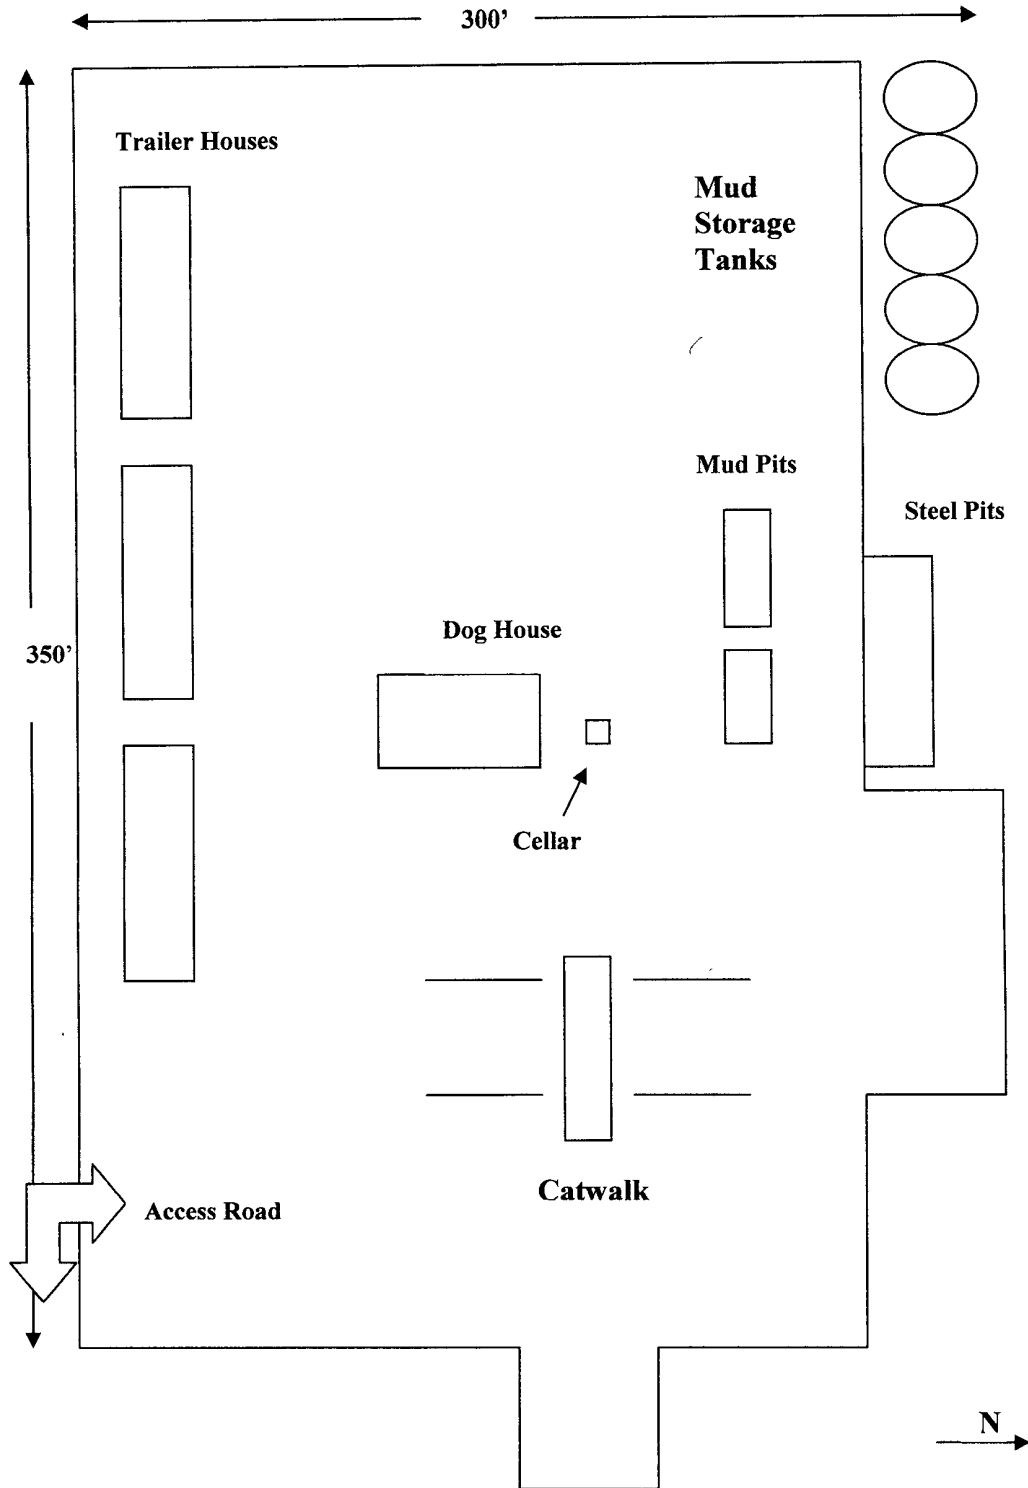 300’
Trailer Houses
Mud
Storage
Tanks
Mud Pits
Steel Pits
Dog House
350’
Cellar
Catwalk
Access Road
N